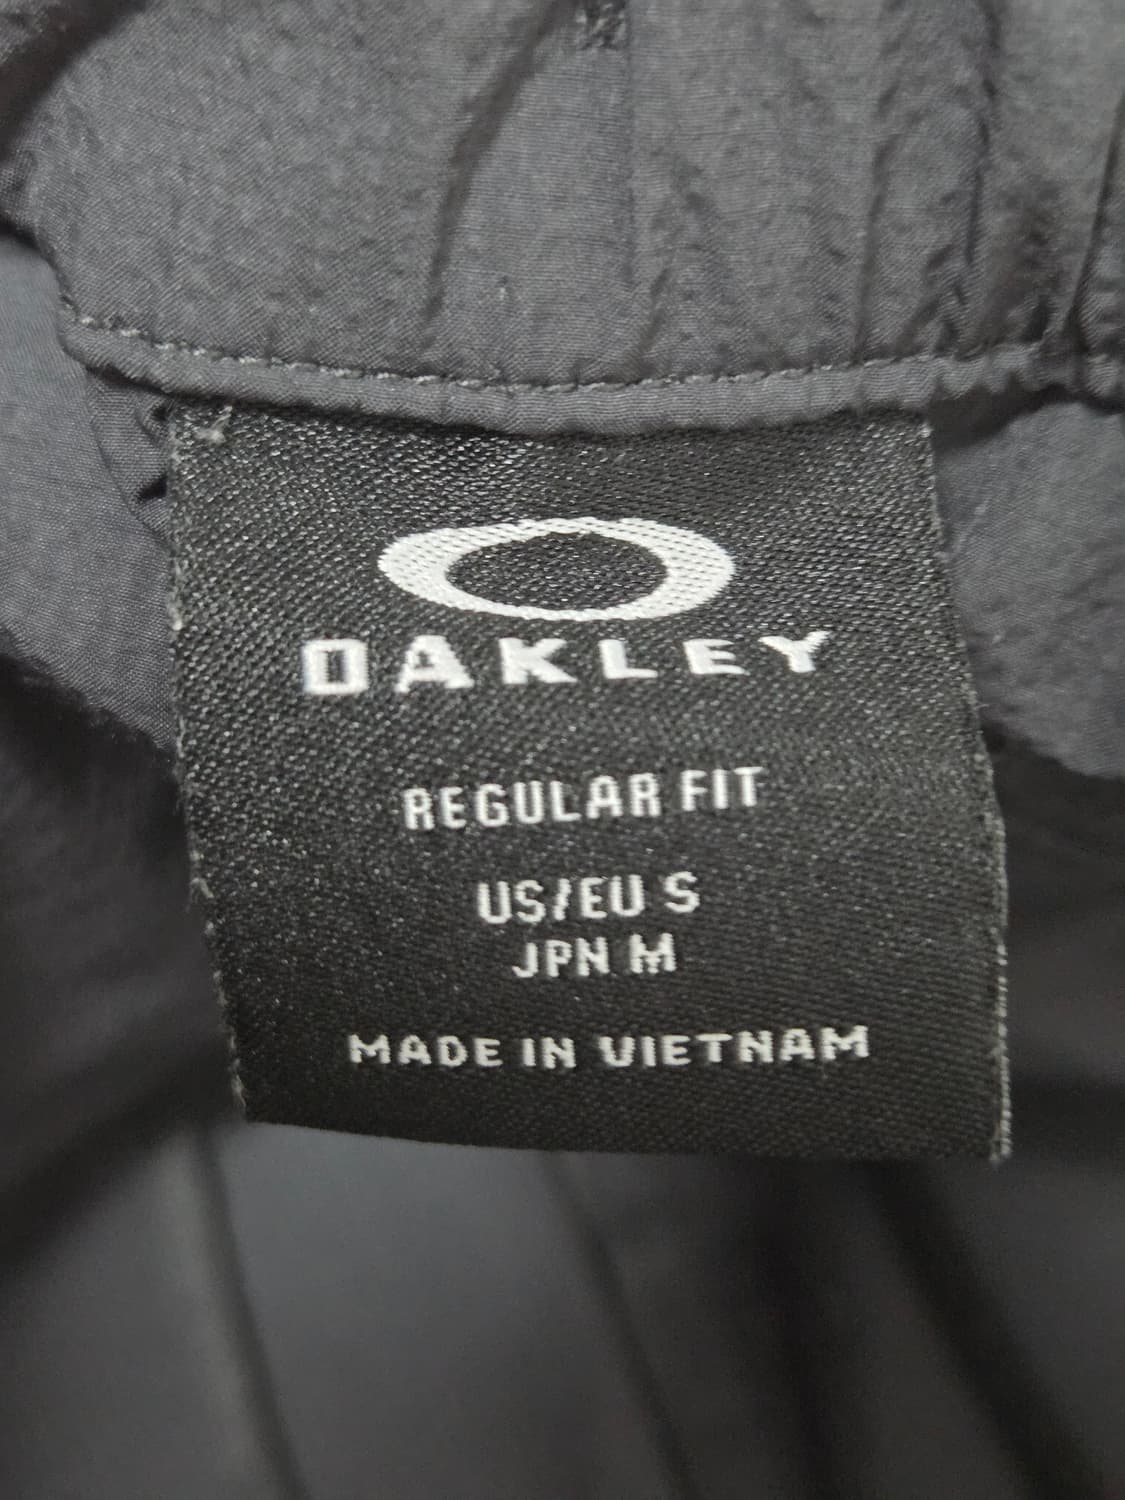 OAKLEY
REGULAR FIT
US/EU S
JPN M
MADE IN VIETNAM